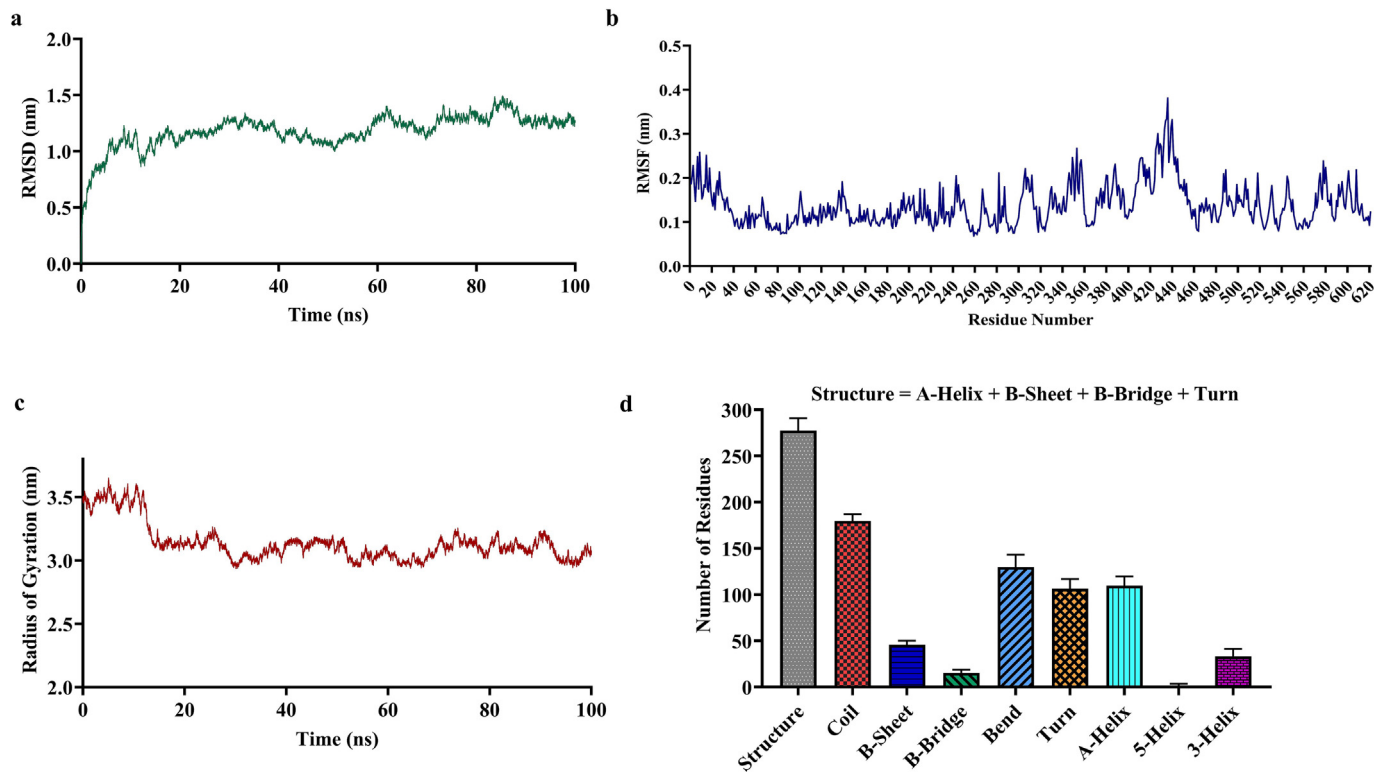 a
RMSD (nm)
2.0
1.5
1.0
0.5
0.0
0 20 40 60 80 100
Time (ns)
b
RMSF (nm)
0.5
0.4
0.3
0.2
0.1
0.0
0 20 40 60 80 100 120 140 160 180 200 220 240 260 280 300 320 340 360 380 400 420 440 460 480 500 520 540 560 580 600 620
Residue Number
c
Radius of Gyration (nm)
3.5
3.0
2.5
2.0
0 20 40 60 80 100
Time (ns)
d
Structure = A-Helix + B-Sheet + B-Bridge + Turn
Number of Residues
300
250
200
150
100
50
0
Structure Coil B-Sheet B-Bridge Bend Turn A-Helix 5-Helix 3-Helix